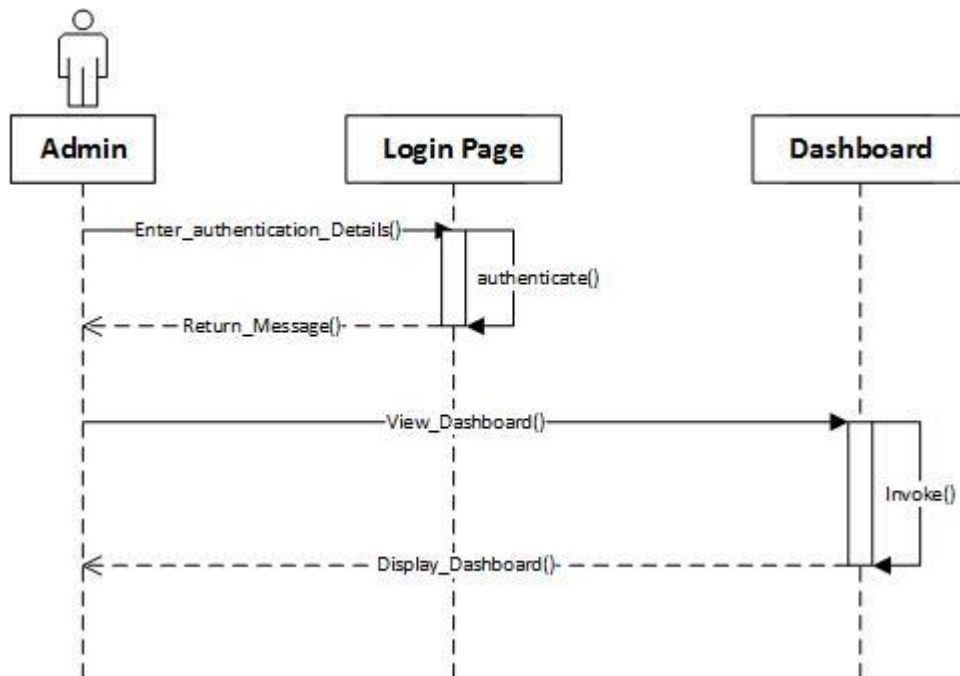 Admin
Login Page
Dashboard
Enter_authentication_Details()
authenticate()
Return_Message()
View_Dashboard()
Invoke()
Display_Dashboard()